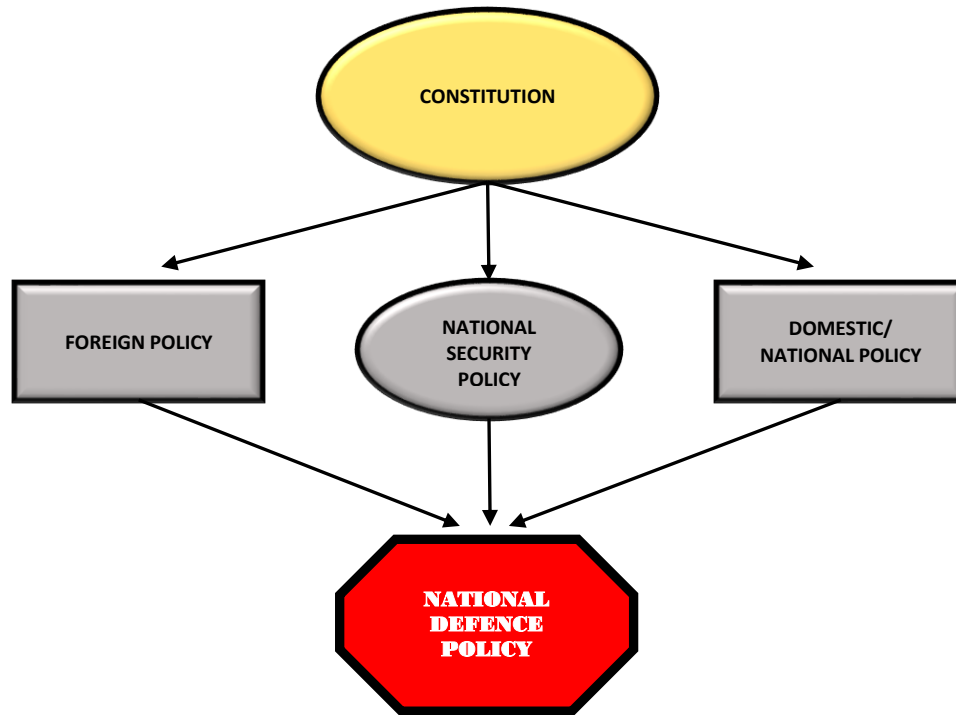 CONSTITUTION
FOREIGN POLICY
NATIONAL
SECURITY
POLICY
DOMESTIC/
NATIONAL POLICY
NATIONAL
DEFENCE
POLICY